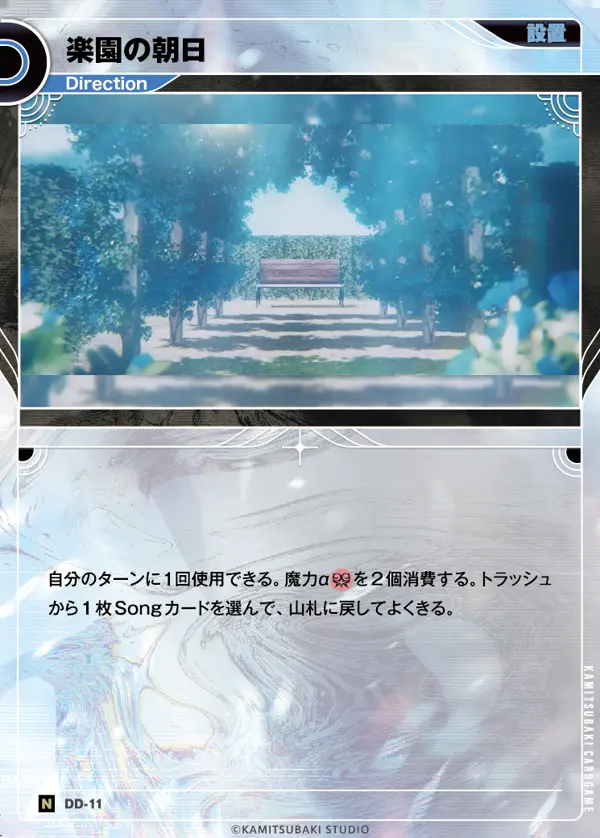 楽園の朝日
設置
Direction
自分のターンに1回使用できる。魔力αを2個消費する。トラッシュ
から1枚Songカードを選んで、山札に戻してよくきる。
KAMITSUBAKI CARDGAME
N DD-11
©KAMITSUBAKI STUDIO